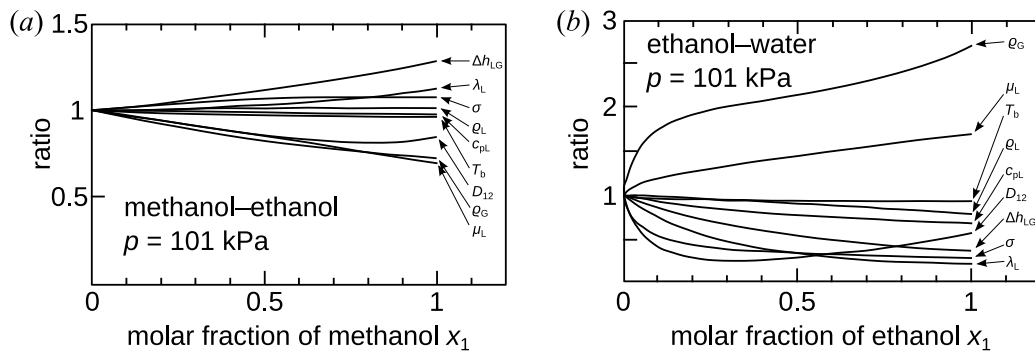 (a)
1.5
1
0.5
ratio
Δh_LG
λ_L
σ
ϱ_L
c_pL
T_b
D_12
ϱ_G
μ_L
methanol–ethanol
p = 101 kPa
0
0.5
1
molar fraction of methanol x_1
(b)
3
2
1
ratio
ethanol–water
p = 101 kPa
ϱ_G
μ_L
T_b
ϱ_L
c_pL
D_12
Δh_LG
σ
λ_L
0
0.5
1
molar fraction of ethanol x_1